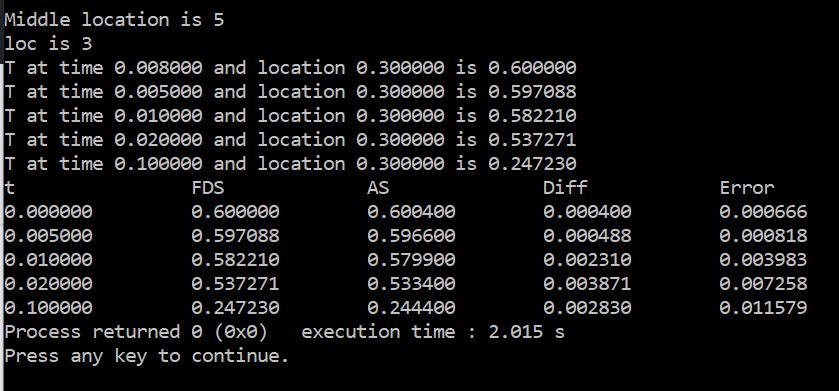 Middle location is 5
loc is 3
T at time 0.008000 and location 0.300000 is 0.600000
T at time 0.005000 and location 0.300000 is 0.597088
T at time 0.010000 and location 0.300000 is 0.582210
T at time 0.020000 and location 0.300000 is 0.537271
T at time 0.100000 and location 0.300000 is 0.247230
t FDS AS Diff Error
0.000000 0.600000 0.600400 0.000400 0.000666
0.005000 0.597088 0.596600 0.000488 0.000818
0.010000 0.582210 0.579900 0.002310 0.003983
0.020000 0.537271 0.533400 0.003871 0.007258
0.100000 0.247230 0.244400 0.002830 0.011579
Process returned 0 (0x0) execution time : 2.015 s
Press any key to continue.